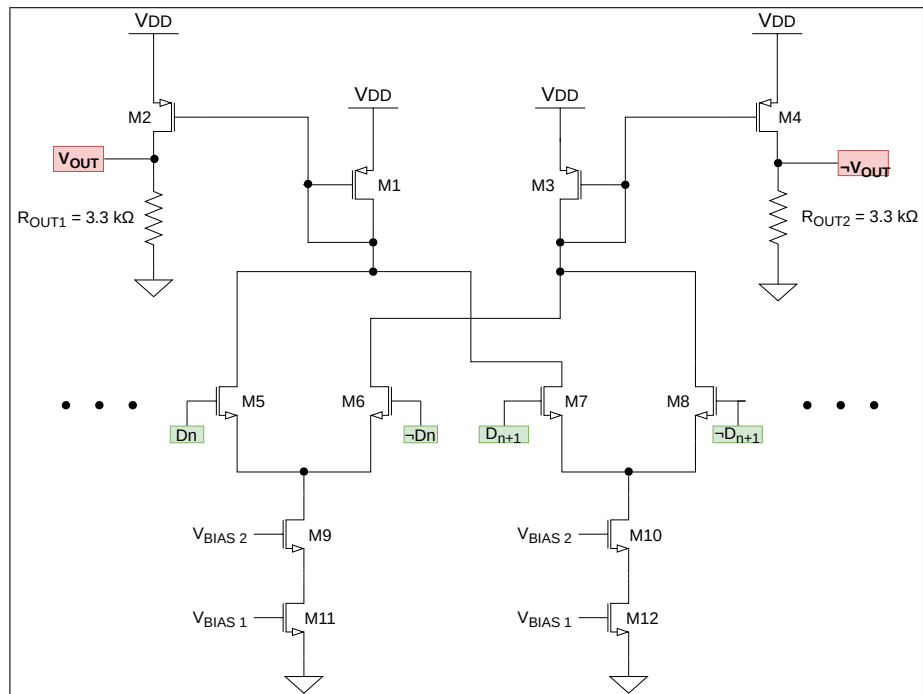 VDD
VDD
VDD
VDD
M2
M4
VOUT
¬VOUT
M1
M3
ROUT1 = 3.3 kΩ
ROUT2 = 3.3 kΩ
M5
M6
M7
M8
Dn
¬Dn
Dn+1
¬Dn+1
VBIAS 2
M9
VBIAS 2
M10
VBIAS 1
M11
VBIAS 1
M12